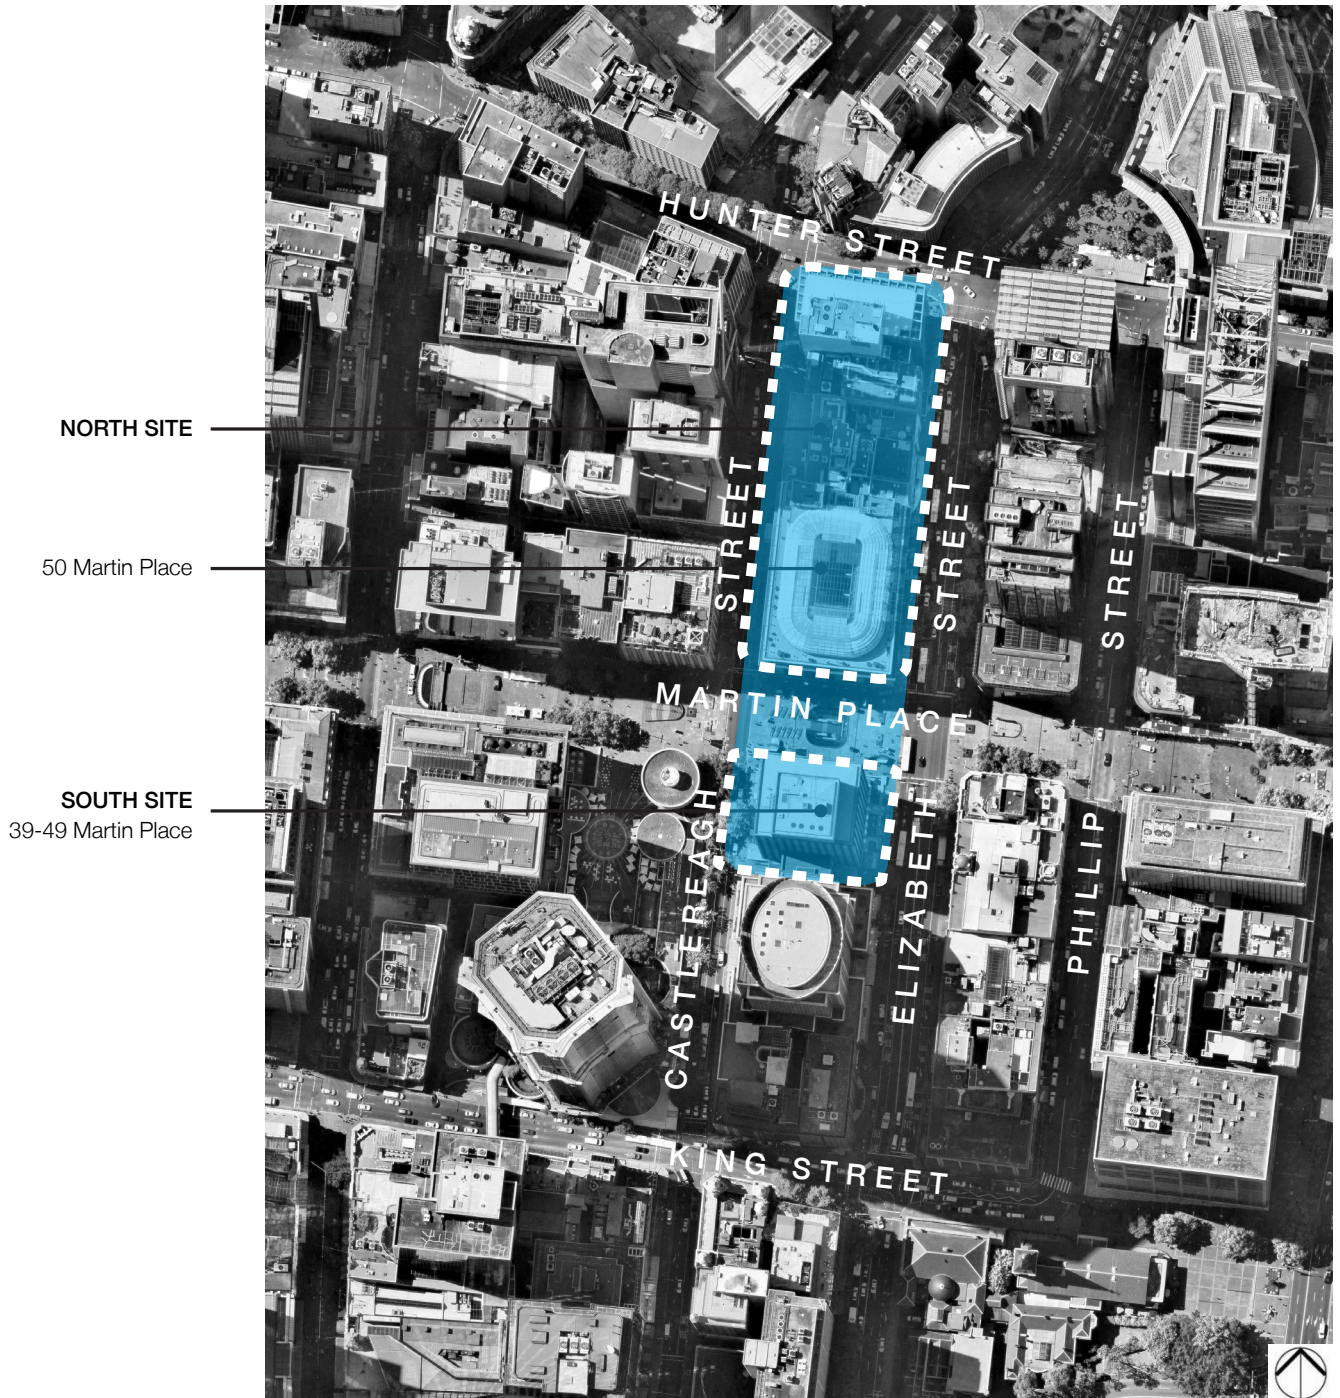 HUNTER STREET
NORTH SITE
STREET
STREET
STREET
50 Martin Place
MARTIN PLACE
SOUTH SITE
39-49 Martin Place
CASTLEREAGH
ELIZABETH
PHILLIP
KING STREET